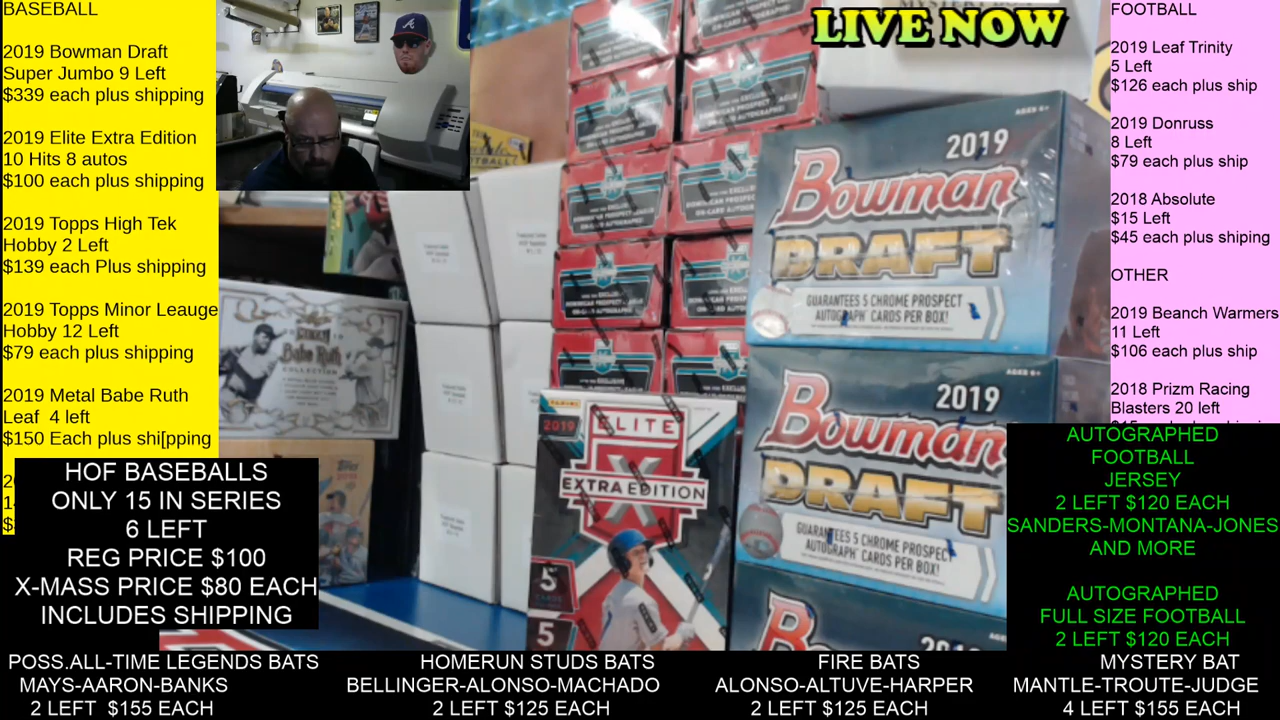 BASEBALL
2019 Bowman Draft
Super Jumbo 9 Left
$339 each plus shipping
2019 Elite Extra Edition
10 Hits 8 autos
$100 each plus shipping
2019 Topps High Tek
Hobby 2 Left
$139 each Plus shipping
2019 Topps Minor Leauge
Hobby 12 Left
$79 each plus shipping
2019 Metal Babe Ruth
Leaf 4 left
$150 Each plus shi[pping
HOF BASEBALLS
ONLY 15 IN SERIES
6 LEFT
REG PRICE $100
X-MASS PRICE $80 EACH
INCLUDES SHIPPING
LIVE NOW
Babe Ruth
COLLECTION
PANINI
2019
ELITE
X
EXTRA EDITION
5
5
AGES 6+
2019
Bowman
DRAFT
GUARANTEES 5 CHROME PROSPECT
AUTOGRAPH CARDS PER BOX!
AGES 6+
2019
Bowman
DRAFT
GUARANTEES 5 CHROME PROSPECT
AUTOGRAPH CARDS PER BOX!
FOOTBALL
2019 Leaf Trinity
5 Left
$126 each plus ship
2019 Donruss
8 Left
$79 each plus ship
2018 Absolute
$15 Left
$45 each plus shiping
OTHER
2019 Beanch Warmers
11 Left
$106 each plus ship
2018 Prizm Racing
Blasters 20 left
AUTOGRAPHED
FOOTBALL
JERSEY
2 LEFT $120 EACH
SANDERS-MONTANA-JONES
AND MORE
AUTOGRAPHED
FULL SIZE FOOTBALL
2 LEFT $120 EACH
POSS.ALL-TIME LEGENDS BATS
MAYS-AARON-BANKS
2 LEFT $155 EACH
HOMERUN STUDS BATS
BELLINGER-ALONSO-MACHADO
2 LEFT $125 EACH
FIRE BATS
ALONSO-ALTUVE-HARPER
2 LEFT $125 EACH
MYSTERY BAT
MANTLE-TROUTE-JUDGE
4 LEFT $155 EACH